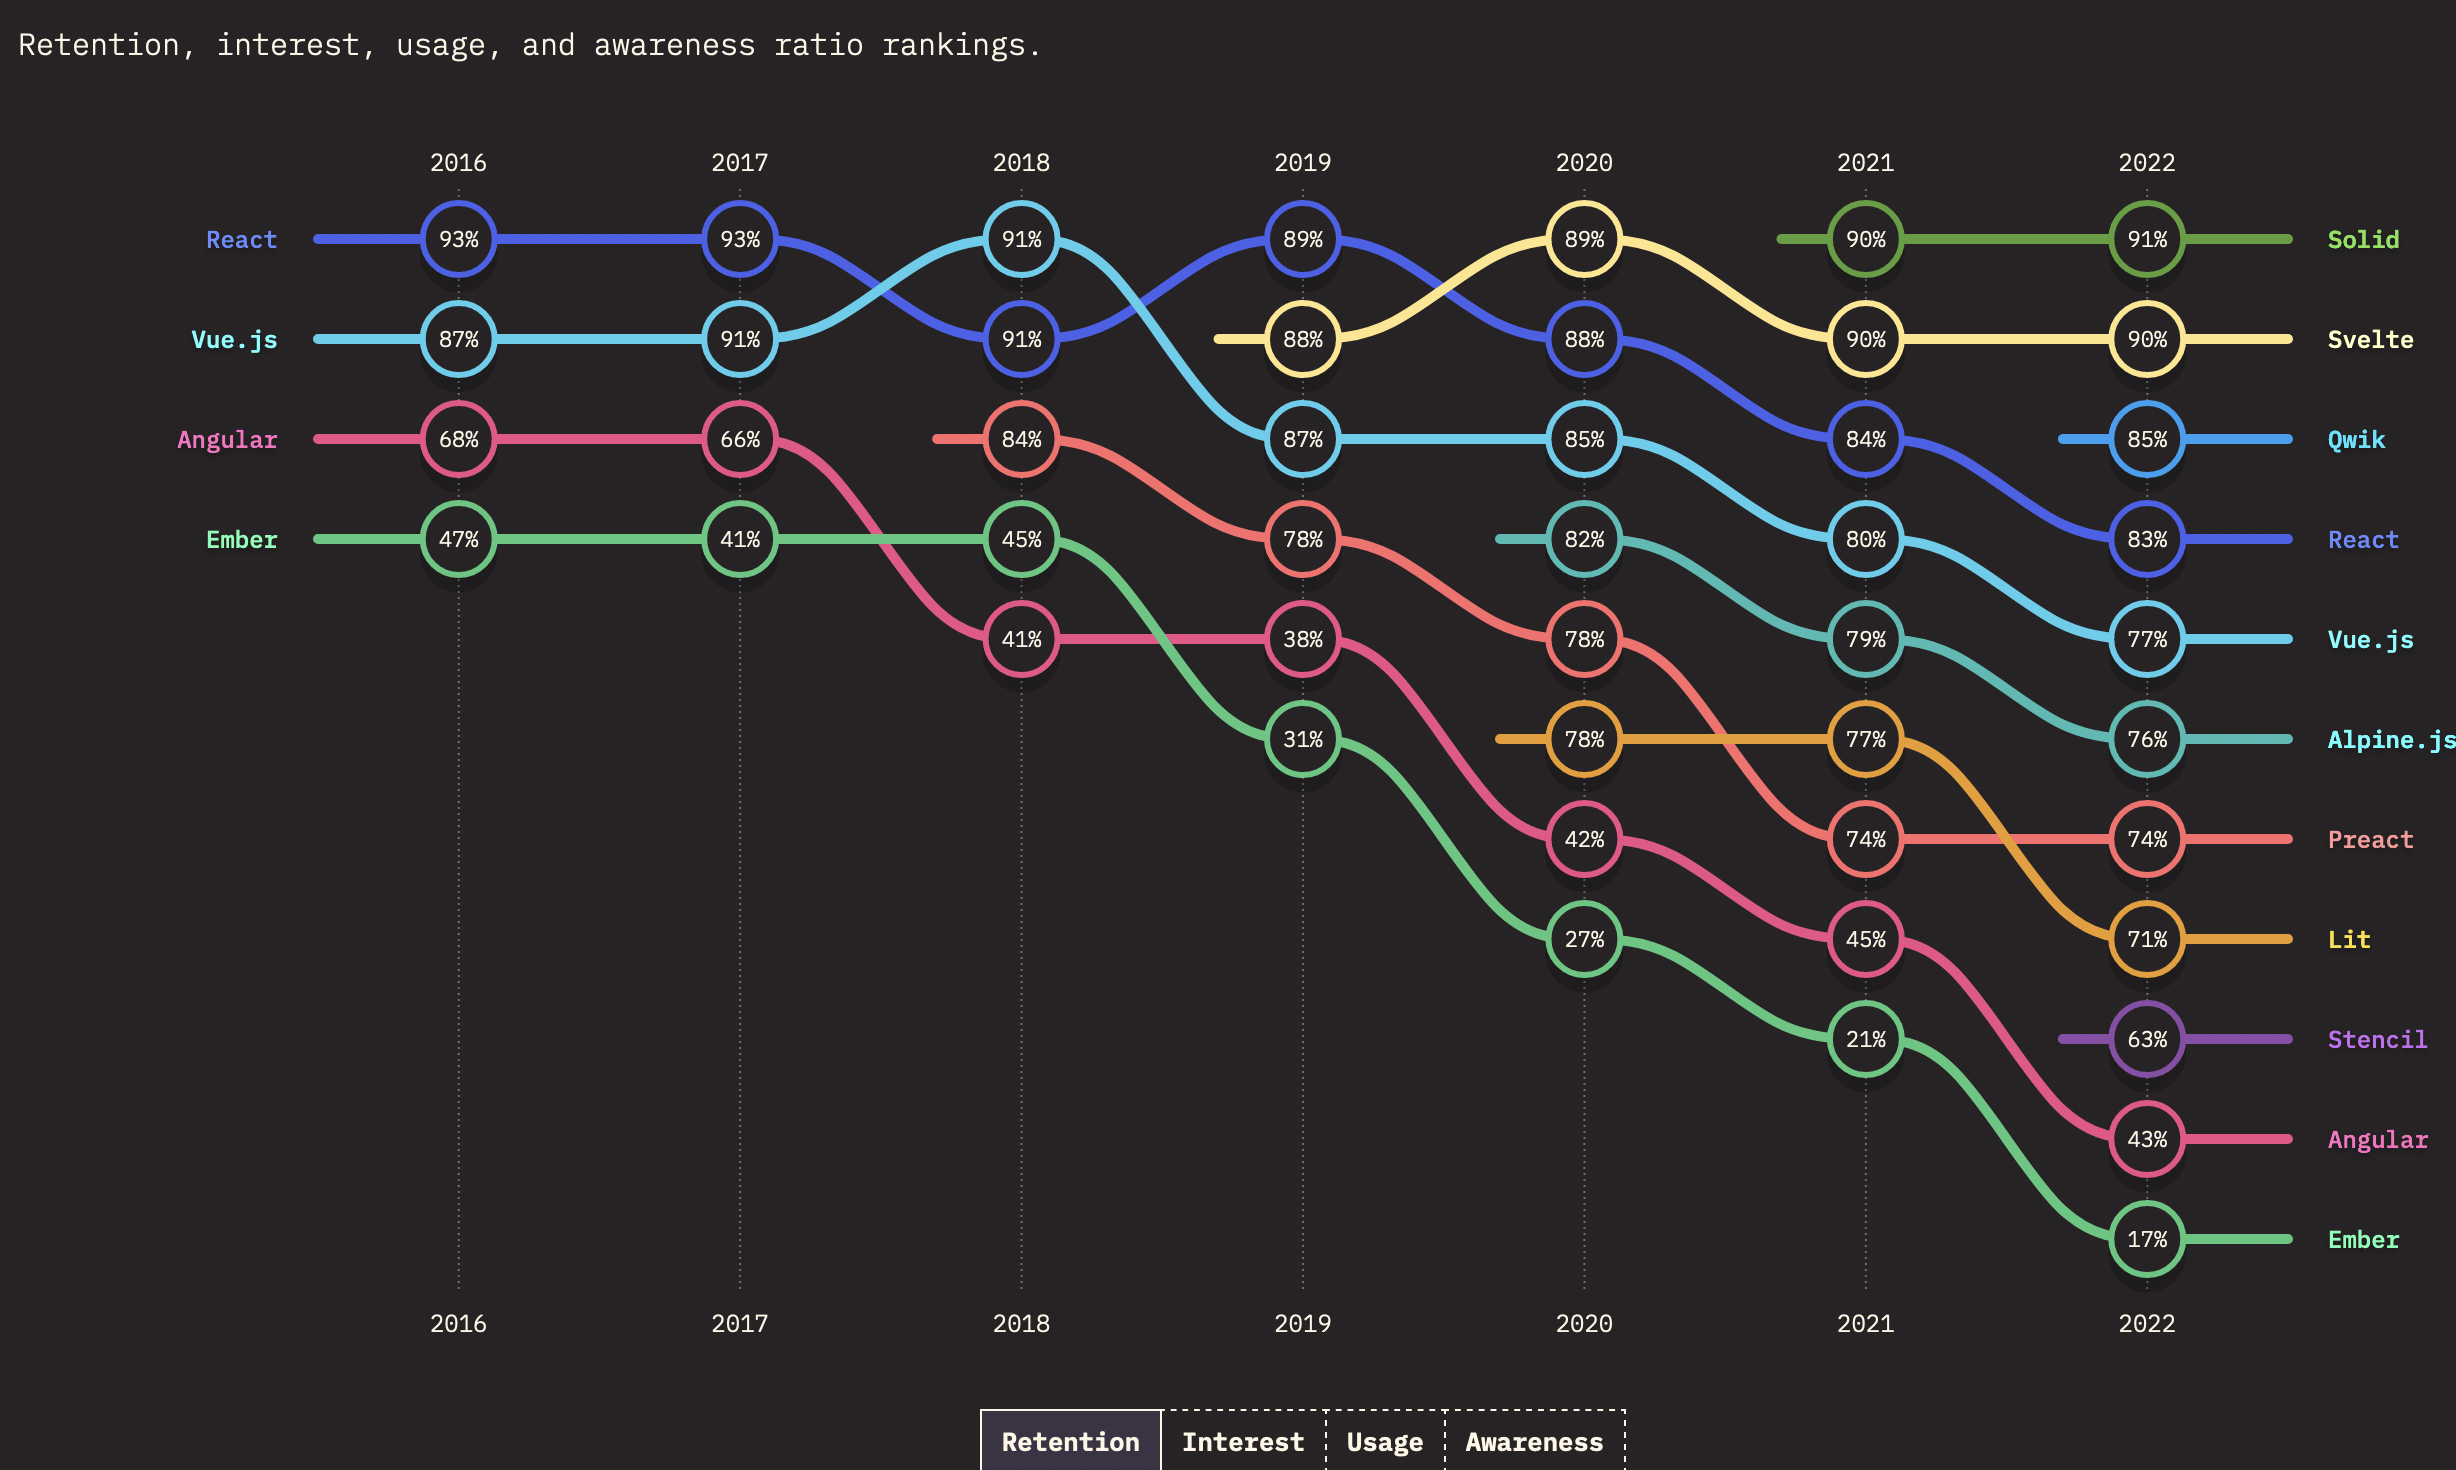 Retention, interest, usage, and awareness ratio rankings.
2016 2017 2018 2019 2020 2021 2022
React 93% 93% 91% 89% 89% 90% 91% Solid
Vue.js 87% 91% 91% 88% 88% 90% 90% Svelte
Angular 68% 66% 84% 87% 85% 84% 85% Qwik
Ember 47% 41% 45% 78% 82% 80% 83% React
41% 38% 78% 79% 77% Vue.js
31% 78% 77% 76% Alpine.js
42% 74% 74% Preact
27% 45% 71% Lit
21% 63% Stencil
43% Angular
17% Ember
2016 2017 2018 2019 2020 2021 2022
Retention Interest Usage Awareness